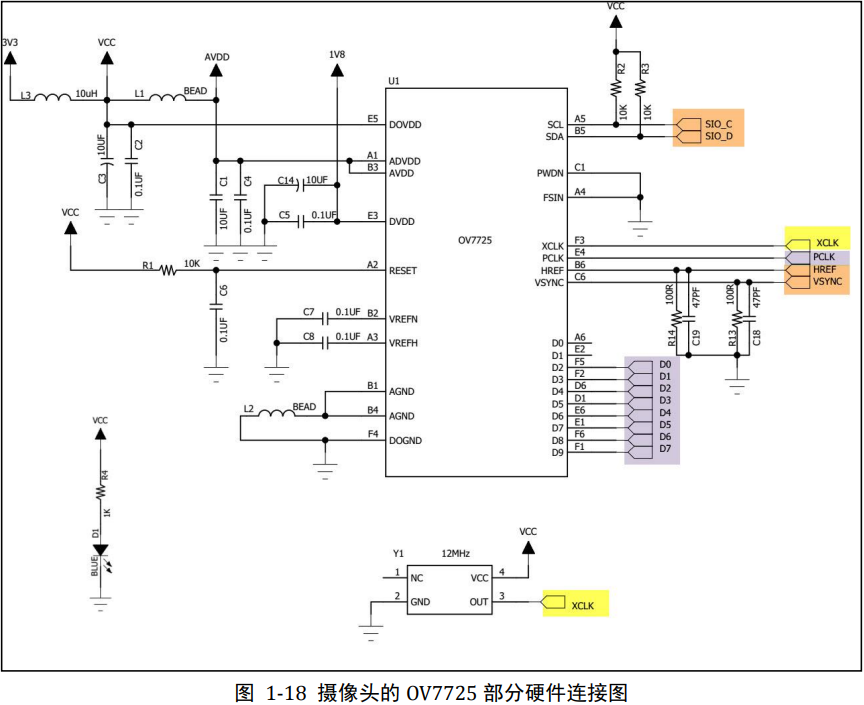 VCC
3V3
VCC
AVDD
1V8
U1
L3
10uH
L1
BEAD
R2
R3
10K
10K
E5
DOVDD
SCL
A5
SIO_C
SDA
B5
SIO_D
10UF
C3
C2
0.1UF
A1
ADVDD
B3
AVDD
PWDN
C1
FSIN
A4
C1
10UF
C4
0.1UF
C14
10UF
C5
0.1UF
E3
DVDD
VCC
OV7725
XCLK
F3
XCLK
PCLK
E4
PCLK
HREF
B6
HREF
VSYNC
C6
VSYNC
R1
10K
A2
RESET
C6
0.1UF
100R
R14
47PF
C19
100R
R13
47PF
C18
C7
0.1UF
B2
VREFN
C8
0.1UF
A3
VREFH
D0
A6
D1
E2
D2
F5
D0
D3
F2
D1
D4
D6
D2
D5
D1
D3
D6
E6
D4
D7
E1
D5
D8
F6
D6
D9
F1
D7
B1
AGND
L2
BEAD
B4
AGND
F4
DOGND
VCC
R4
1K
D1
BLUE
VCC
Y1
12MHz
1
NC
VCC
4
2
GND
OUT
3
XCLK
图 1-18 摄像头的 OV7725 部分硬件连接图